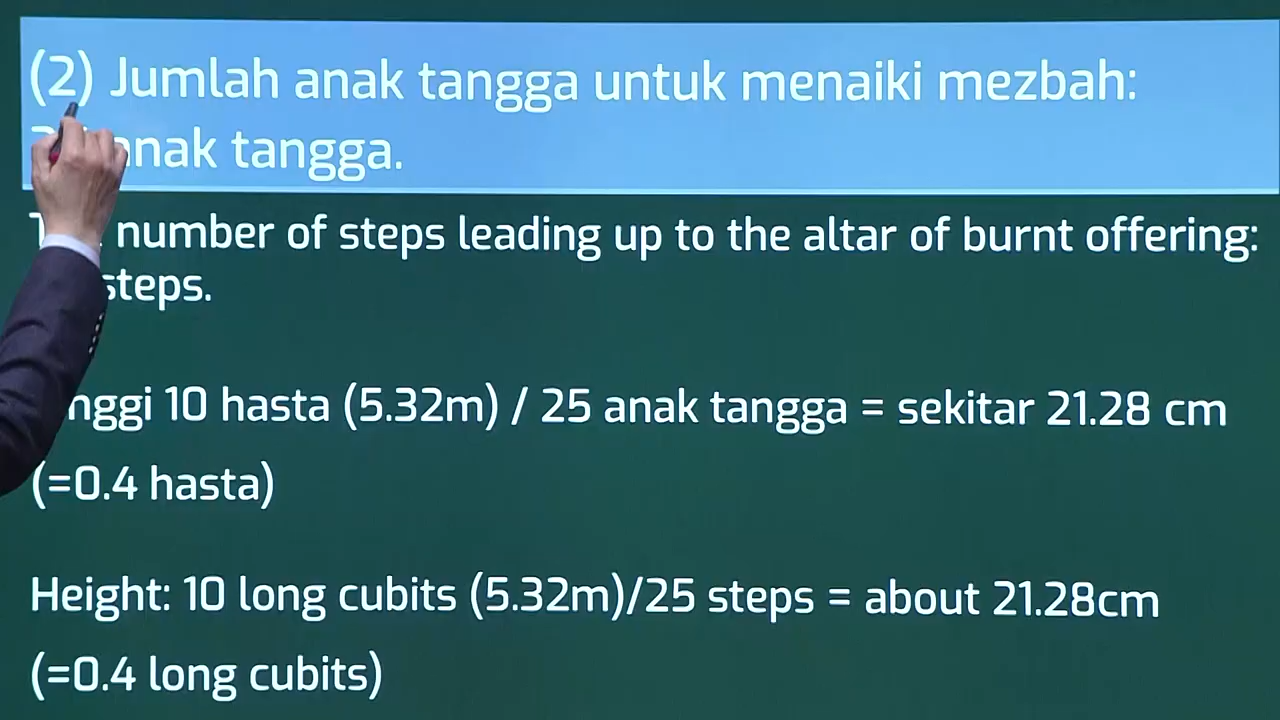 (2) Jumlah anak tangga untuk menaiki mezbah:
anak tangga.
number of steps leading up to the altar of burnt offering:
steps.
10 hasta (5.32m) / 25 anak tangga = sekitar 21.28 cm
(=0.4 hasta)
Height: 10 long cubits (5.32m)/25 steps = about 21.28cm
(=0.4 long cubits)